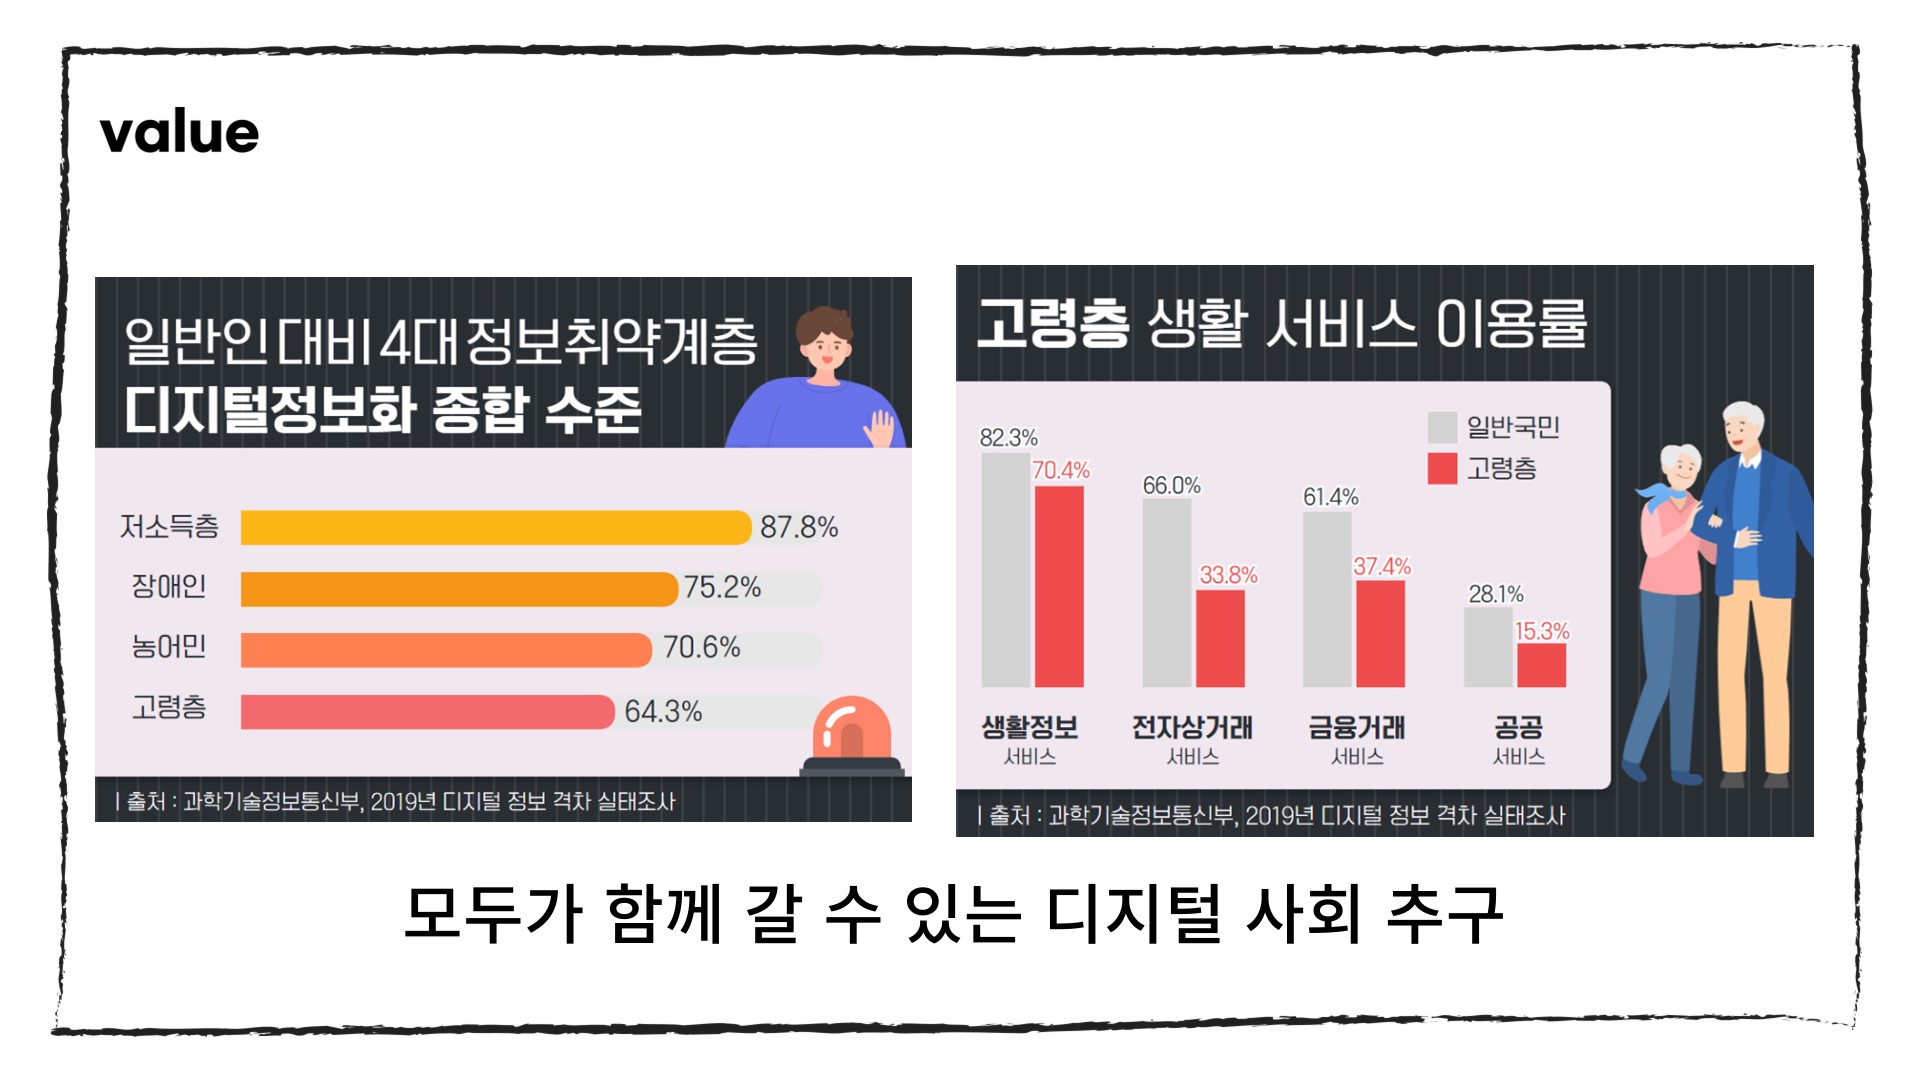 value
일반인 대비 4대 정보취약계층
디지털정보화 종합 수준
저소득층 87.8%
장애인 75.2%
농어민 70.6%
고령층 64.3%
| 출처 : 과학기술정보통신부, 2019년 디지털 정보 격차 실태조사
고령층 생활 서비스 이용률
일반국민
고령층
82.3% 70.4%
66.0% 33.8%
61.4% 37.4%
28.1% 15.3%
생활정보 전자상거래 금융거래 공공
서비스 서비스 서비스 서비스
| 출처 : 과학기술정보통신부, 2019년 디지털 정보 격차 실태조사
모두가 함께 갈 수 있는 디지털 사회 추구